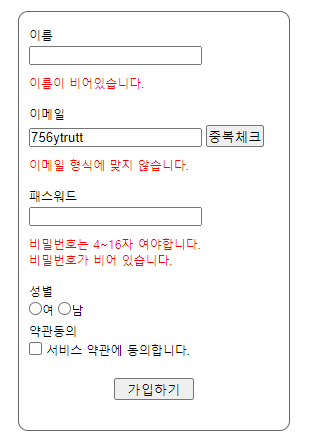 이름
이름이 비어있습니다.
이메일
756ytrutt 중복체크
이메일 형식에 맞지 않습니다.
패스워드
비밀번호는 4~16자 여야합니다.
비밀번호가 비어 있습니다.
성별
여 남
약관동의
서비스 약관에 동의합니다.
가입하기